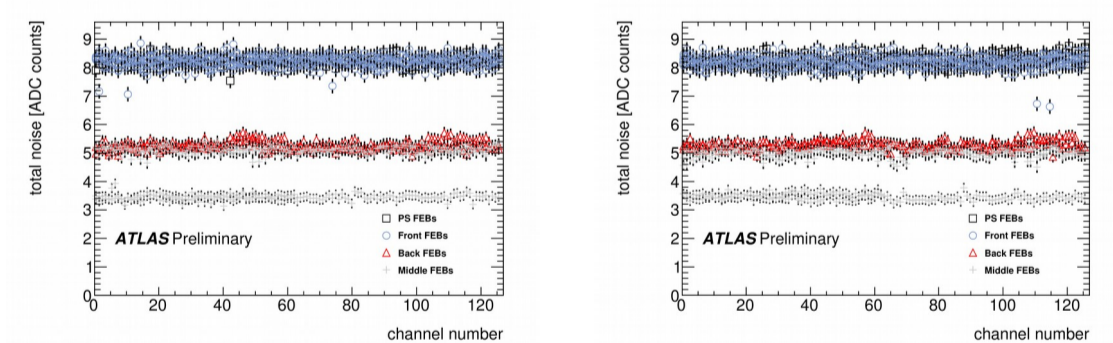 total noise [ADC counts]
9
8
7
6
5
4
3
2
1
0
0 20 40 60 80 100 120
channel number
PS FEBs
Front FEBs
Back FEBs
Middle FEBs
ATLAS Preliminary
total noise [ADC counts]
9
8
7
6
5
4
3
2
1
0
0 20 40 60 80 100 120
channel number
PS FEBs
Front FEBs
Back FEBs
Middle FEBs
ATLAS Preliminary